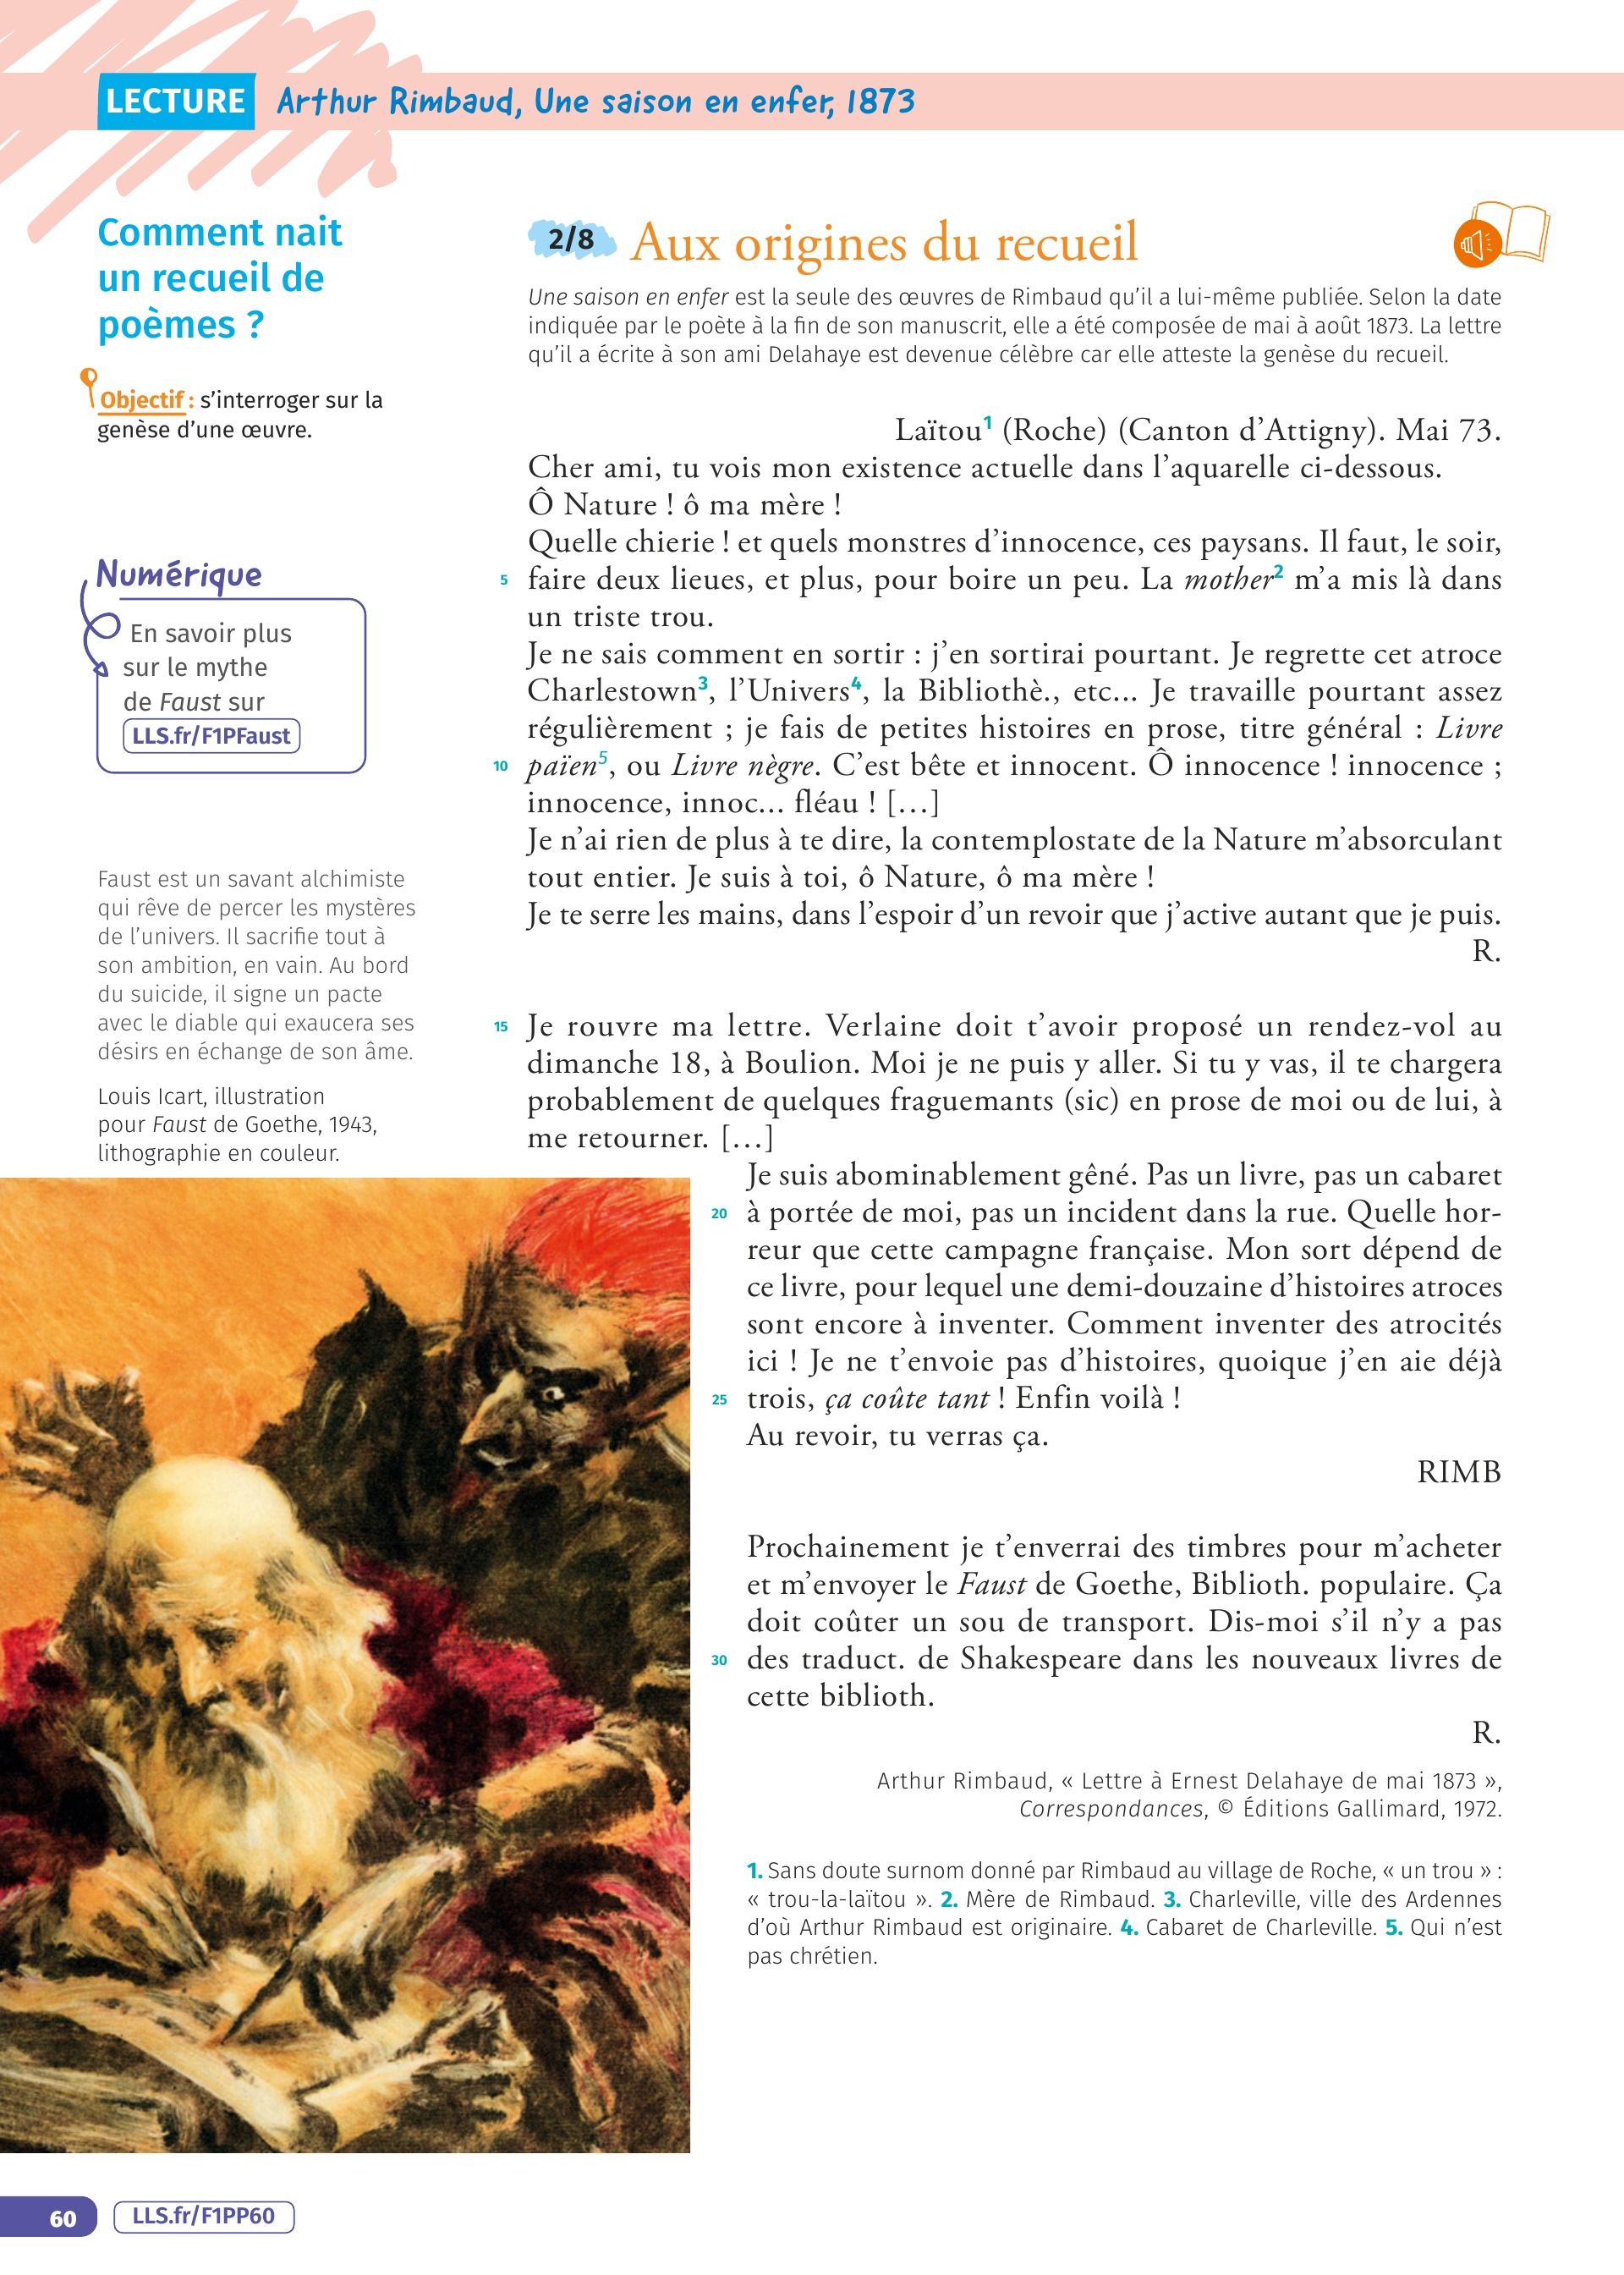 LECTURE Arthur Rimbaud, Une saison en enfer, 1873
Comment nait
un recueil de
poèmes ?
Objectif : s’interroger sur la
genèse d’une œuvre.
Numérique
En savoir plus
sur le mythe
de Faust sur
LLS.fr/F1PFaust
Faust est un savant alchimiste
qui rêve de percer les mystères
de l’univers. Il sacrifie tout à
son ambition, en vain. Au bord
du suicide, il signe un pacte
avec le diable qui exaucera ses
désirs en échange de son âme.
Louis Icart, illustration
pour Faust de Goethe, 1943,
lithographie en couleur.
2/8 Aux origines du recueil
Une saison en enfer est la seule des œuvres de Rimbaud qu’il a lui-même publiée. Selon la date
indiquée par le poète à la fin de son manuscrit, elle a été composée de mai à août 1873. La lettre
qu’il a écrite à son ami Delahaye est devenue célèbre car elle atteste la genèse du recueil.
Laïtou1 (Roche) (Canton d’Attigny). Mai 73.
Cher ami, tu vois mon existence actuelle dans l’aquarelle ci-dessous.
Ô Nature ! ô ma mère !
Quelle chierie ! et quels monstres d’innocence, ces paysans. Il faut, le soir,
5 faire deux lieues, et plus, pour boire un peu. La mother2 m’a mis là dans
un triste trou.
Je ne sais comment en sortir : j’en sortirai pourtant. Je regrette cet atroce
Charlestown3, l’Univers4, la Bibliothè., etc... Je travaille pourtant assez
régulièrement ; je fais de petites histoires en prose, titre général : Livre
10 païen5, ou Livre nègre. C’est bête et innocent. Ô innocence ! innocence ;
innocence, innoc... fléau ! [...]
Je n’ai rien de plus à te dire, la contemplostate de la Nature m’absorculant
tout entier. Je suis à toi, ô Nature, ô ma mère !
Je te serre les mains, dans l’espoir d’un revoir que j’active autant que je puis.
R.
15 Je rouvre ma lettre. Verlaine doit t’avoir proposé un rendez-vol au
dimanche 18, à Boulion. Moi je ne puis y aller. Si tu y vas, il te chargera
probablement de quelques fraguemants (sic) en prose de moi ou de lui, à
me retourner. [...]
Je suis abominablement gêné. Pas un livre, pas un cabaret
20 à portée de moi, pas un incident dans la rue. Quelle hor-
reur que cette campagne française. Mon sort dépend de
ce livre, pour lequel une demi-douzaine d’histoires atroces
sont encore à inventer. Comment inventer des atrocités
ici ! Je ne t’envoie pas d’histoires, quoique j’en aie déjà
25 trois, ça coûte tant ! Enfin voilà !
Au revoir, tu verras ça.
RIMB
Prochainement je t’enverrai des timbres pour m’acheter
et m’envoyer le Faust de Goethe, Biblioth. populaire. Ça
doit coûter un sou de transport. Dis-moi s’il n’y a pas
30 des traduct. de Shakespeare dans les nouveaux livres de
cette biblioth.
R.
Arthur Rimbaud, « Lettre à Ernest Delahaye de mai 1873 »,
Correspondances, © Éditions Gallimard, 1972.
1. Sans doute surnom donné par Rimbaud au village de Roche, « un trou » :
« trou-la-laïtou ». 2. Mère de Rimbaud. 3. Charleville, ville des Ardennes
d’où Arthur Rimbaud est originaire. 4. Cabaret de Charleville. 5. Qui n’est
pas chrétien.
60 LLS.fr/F1PP60